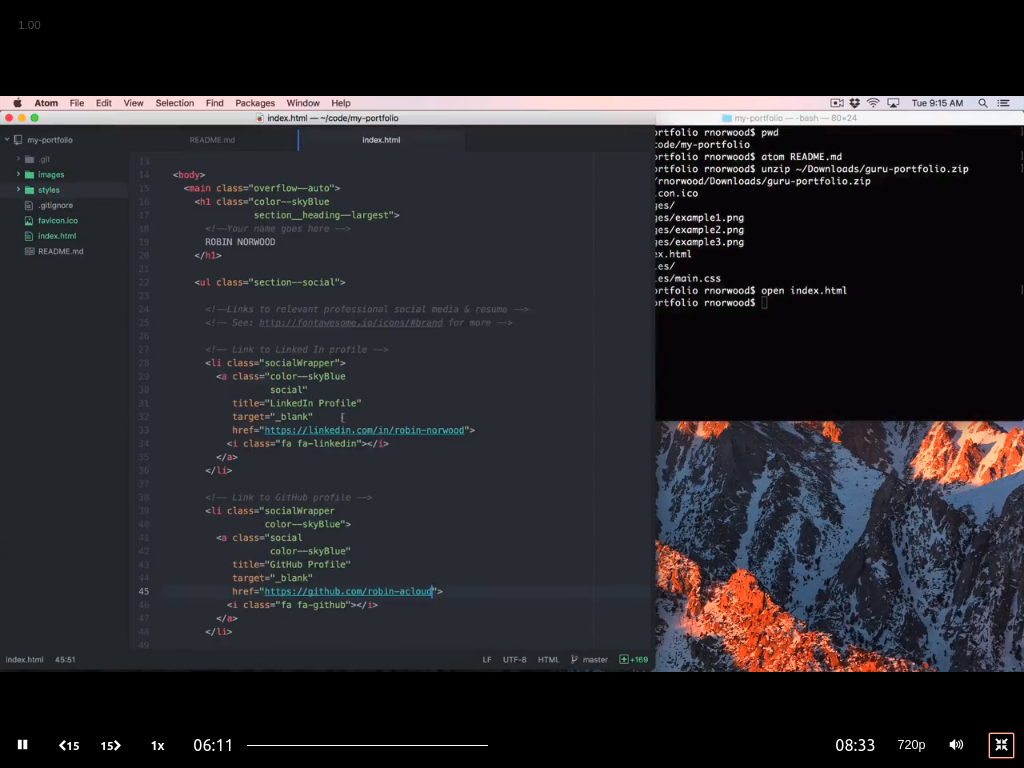 1.00
Atom File Edit View Selection Find Packages Window Help
Tue 9:15 AM
index.html — ~/code/my-portfolio
my-portfolio — -bash — 80×24
my-portfolio
.git
images
styles
.gitignore
favicon.ico
index.html
README.md
README.md
index.html
13
14 <body>
15 <main class="overflow--auto">
16 <h1 class="color--skyBlue
17 section__heading--largest">
18 <!--Your name goes here -->
19 ROBIN NORWOOD
20 </h1>
21
22 <ul class="section--social">
23
24 <!--Links to relevant professional social media & resumo -->
25 <!-- See: http://fontawesome.io/icons/#brand for more -->
26
27 <!-- Link to Linked In profile -->
28 <li class="socialWrapper">
29 <a class="color--skyBlue
30 social"
31 title="LinkedIn Profile"
32 target="_blank"
33 href="https://linkedin.com/in/robin-norwood">
34 <i class="fa fa-linkedin"></i>
35 </a>
36 </li>
37
38 <!-- Link to GitHub profile -->
39 <li class="socialWrapper
40 color--skyBlue">
41 <a class="social
42 color--skyBlue"
43 title="GitHub Profile"
44 target="_blank"
45 href="https://github.com/robin-acloud">
46 <i class="fa fa-github"></i>
47 </a>
48 </li>
49
ortfolio rnorwood$ pwd
code/my-portfolio
ortfolio rnorwood$ atom README.md
ortfolio rnorwood$ unzip ~/Downloads/guru-portfolio.zip
/rnorwood/Downloads/guru-portfolio.zip
con.ico
ges/
ges/example1.png
ges/example2.png
ges/example3.png
ex.html
es/
es/main.css
ortfolio rnorwood$ open index.html
ortfolio rnorwood$
index.html 45:51
LF UTF-8 HTML master +169
15 15 1x 06:11 08:33 720p